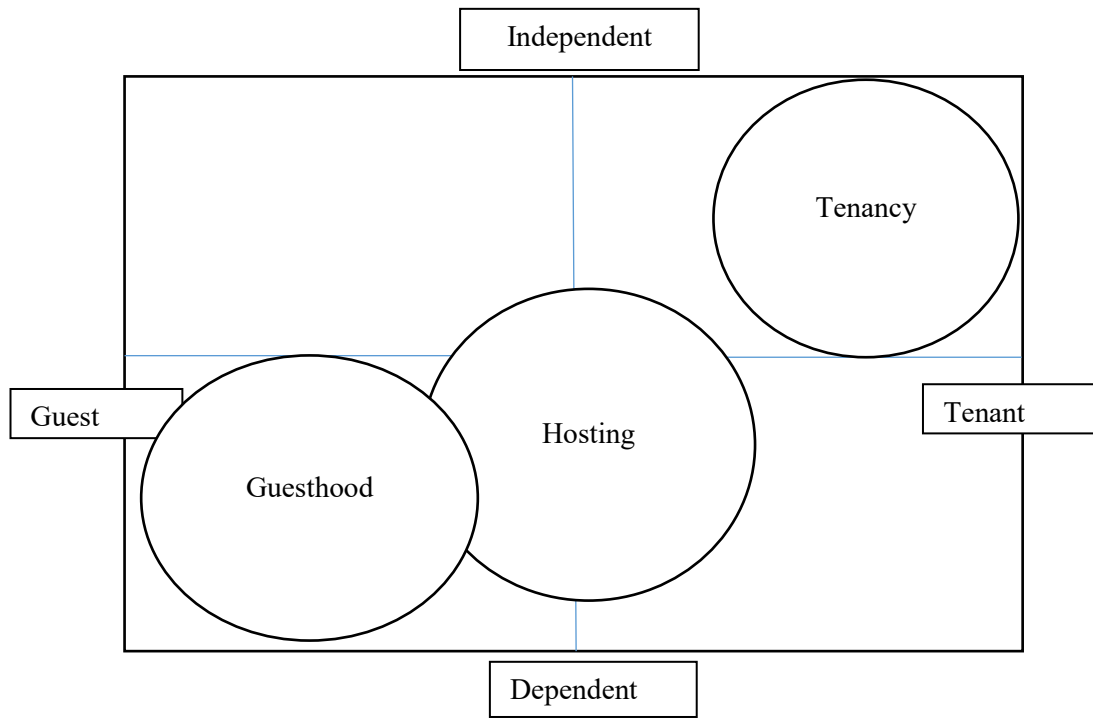 Independent
Tenancy
Guest
Tenant
Hosting
Guesthood
Dependent